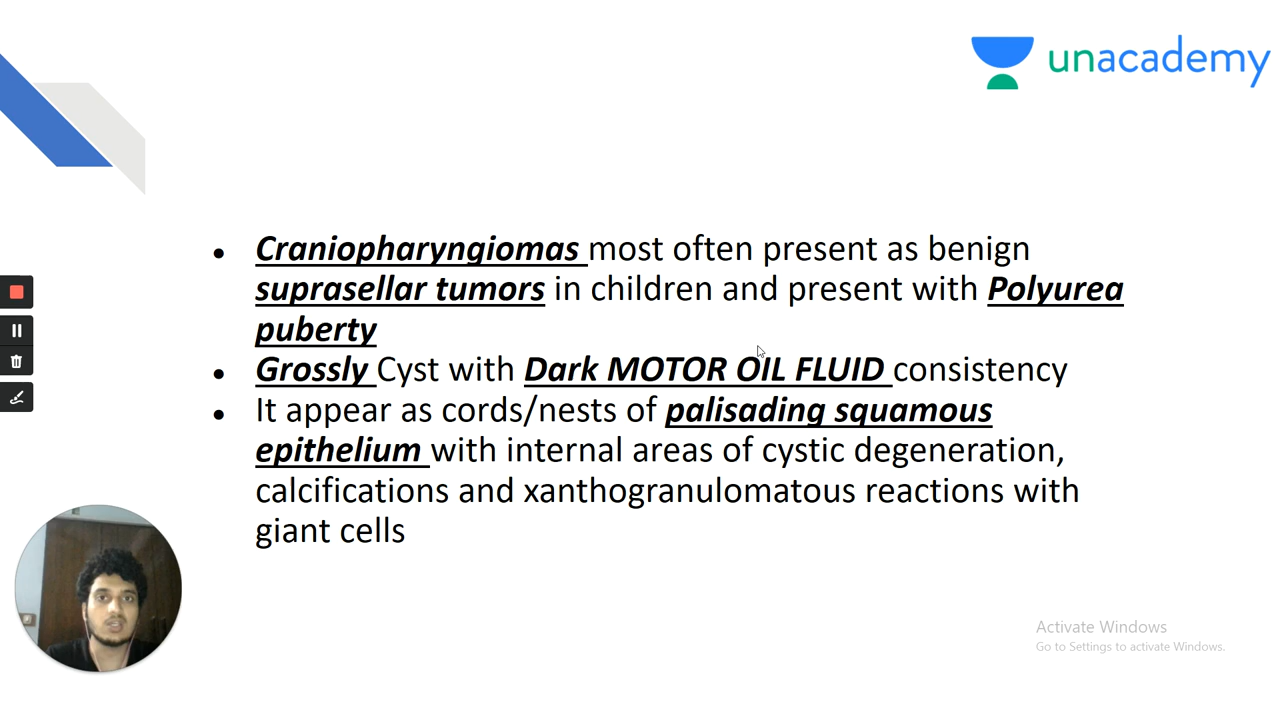 unacademy
• Craniopharyngiomas most often present as benign
suprasellar tumors in children and present with Polyurea
puberty
• Grossly Cyst with Dark MOTOR OIL FLUID consistency
• It appear as cords/nests of palisading squamous
epithelium with internal areas of cystic degeneration,
calcifications and xanthogranulomatous reactions with
giant cells
Activate Windows
Go to Settings to activate Windows.